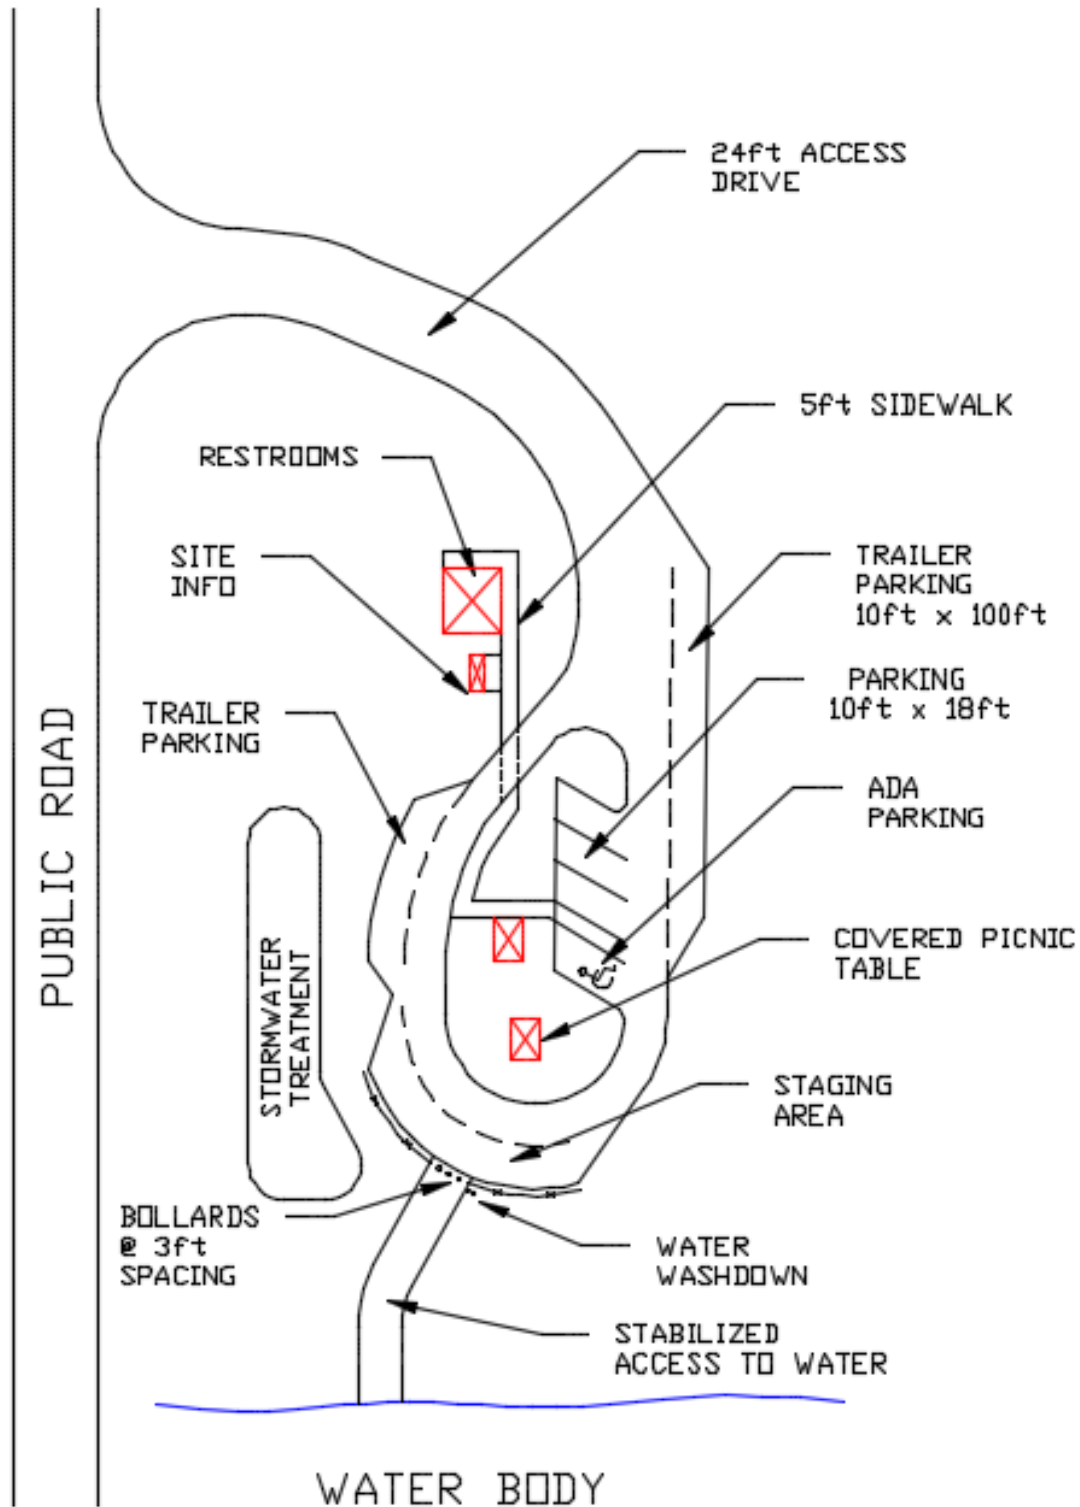 24ft ACCESS
DRIVE
5ft SIDEWALK
RESTROOMS
SITE
INFO
TRAILER
PARKING
10ft x 100ft
PARKING
10ft x 18ft
TRAILER
PARKING
ADA
PARKING
PUBLIC ROAD
COVERED PICNIC
TABLE
STORMWATER
TREATMENT
STAGING
AREA
BOLLARDS
@ 3ft
SPACING
WATER
WASHDOWN
STABILIZED
ACCESS TO WATER
WATER BODY